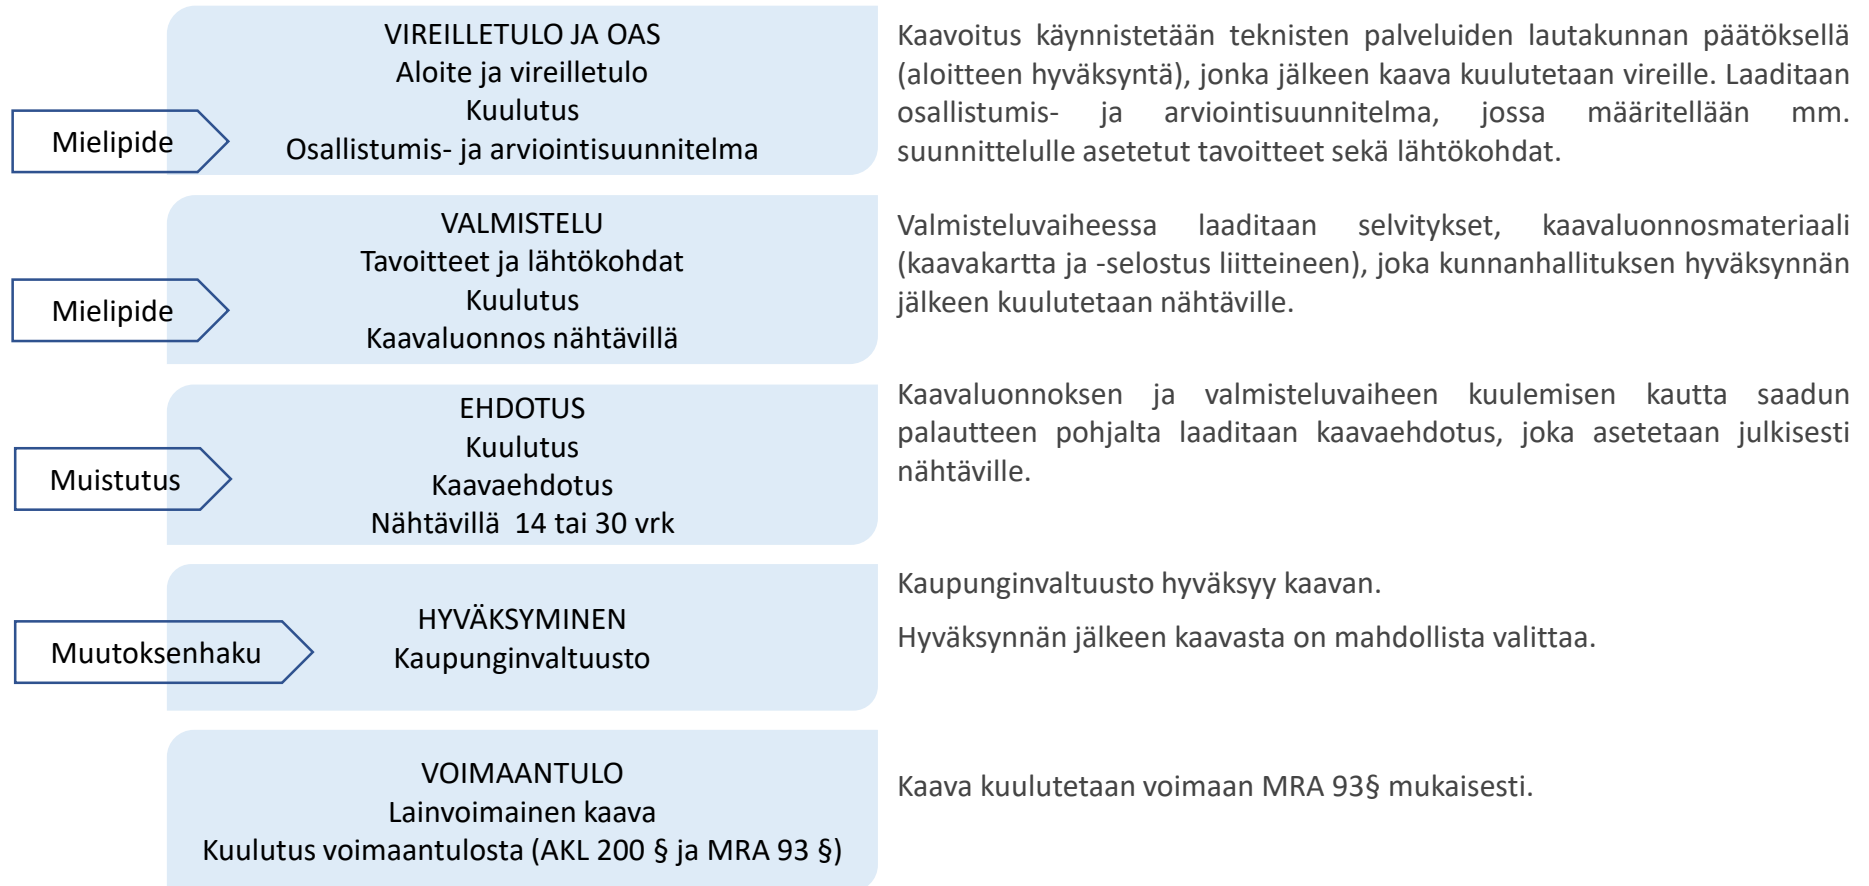 VIREILLETULO JA OAS
Aloite ja vireilletulo
Kuulutus
Osallistumis- ja arviointisuunnitelma
Mielipide
Kaavoitus käynnistetään teknisten palveluiden lautakunnan päätöksellä
(aloitteen hyväksyntä), jonka jälkeen kaava kuulutetaan vireille. Laaditaan
osallistumis- ja arviointisuunnitelma, jossa määritellään mm.
suunnittelulle asetetut tavoitteet sekä lähtökohdat.
VALMISTELU
Tavoitteet ja lähtökohdat
Kuulutus
Kaavaluonnos nähtävillä
Mielipide
Valmisteluvaiheessa laaditaan selvitykset, kaavaluonnosmateriaali
(kaavakartta ja -selostus liitteineen), joka kunnanhallituksen hyväksynnän
jälkeen kuulutetaan nähtäville.
EHDOTUS
Kuulutus
Kaavaehdotus
Nähtävillä 14 tai 30 vrk
Muistutus
Kaavaluonnoksen ja valmisteluvaiheen kuulemisen kautta saadun
palautteen pohjalta laaditaan kaavaehdotus, joka asetetaan julkisesti
nähtäville.
HYVÄKSYMINEN
Kaupunginvaltuusto
Muutoksenhaku
Kaupunginvaltuusto hyväksyy kaavan.
Hyväksynnän jälkeen kaavasta on mahdollista valittaa.
VOIMAANTULO
Lainvoimainen kaava
Kuulutus voimaantulosta (AKL 200 § ja MRA 93 §)
Kaava kuulutetaan voimaan MRA 93§ mukaisesti.